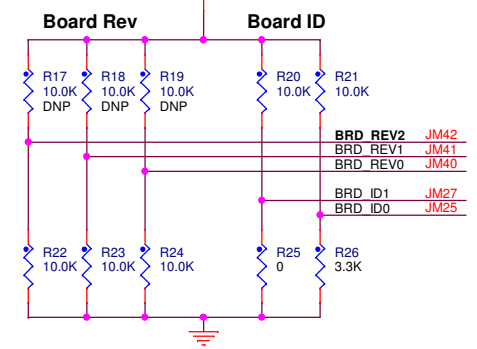 Board Rev Board ID
R17 R18 R19 R20 R21
10.0K 10.0K 10.0K 10.0K 10.0K
DNP DNP DNP
BRD_REV2 JM42
BRD_REV1 JM41
BRD_REV0 JM40
BRD_ID1 JM27
BRD_ID0 JM25
R22 R23 R24 R25 R26
10.0K 10.0K 10.0K 0 3.3K